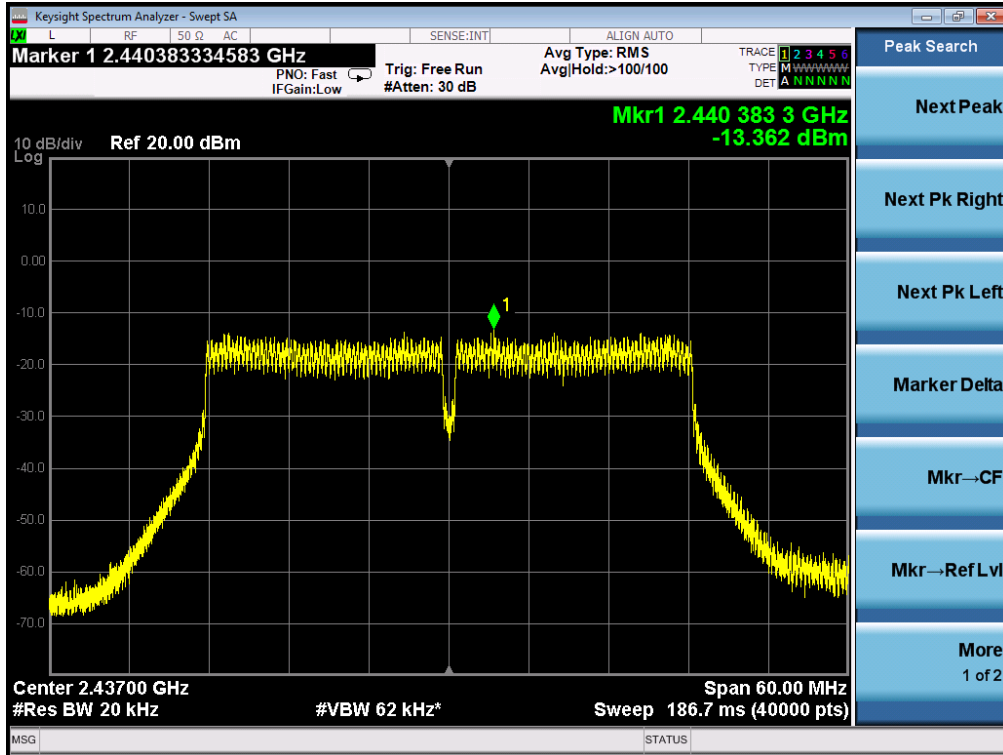 Keysight Spectrum Analyzer - Swept SA
LXI L RF 50 Ω AC SENSE:INT ALIGN AUTO
Marker 1 2.440383334583 GHz
PNO: Fast
IFGain:Low
Trig: Free Run
#Atten: 30 dB
Avg Type: RMS
Avg|Hold:>100/100
TRACE 1 2 3 4 5 6
TYPE M W W W W W
DET A N N N N N
Mkr1 2.440 383 3 GHz
-13.362 dBm
10 dB/div Ref 20.00 dBm
Log
10.0
0.00
-10.0
-20.0
-30.0
-40.0
-50.0
-60.0
-70.0
1
Center 2.43700 GHz Span 60.00 MHz
#Res BW 20 kHz #VBW 62 kHz* Sweep 186.7 ms (40000 pts)
MSG STATUS
Peak Search
Next Peak
Next Pk Right
Next Pk Left
Marker Delta
Mkr→CF
Mkr→Ref Lvl
More
1 of 2